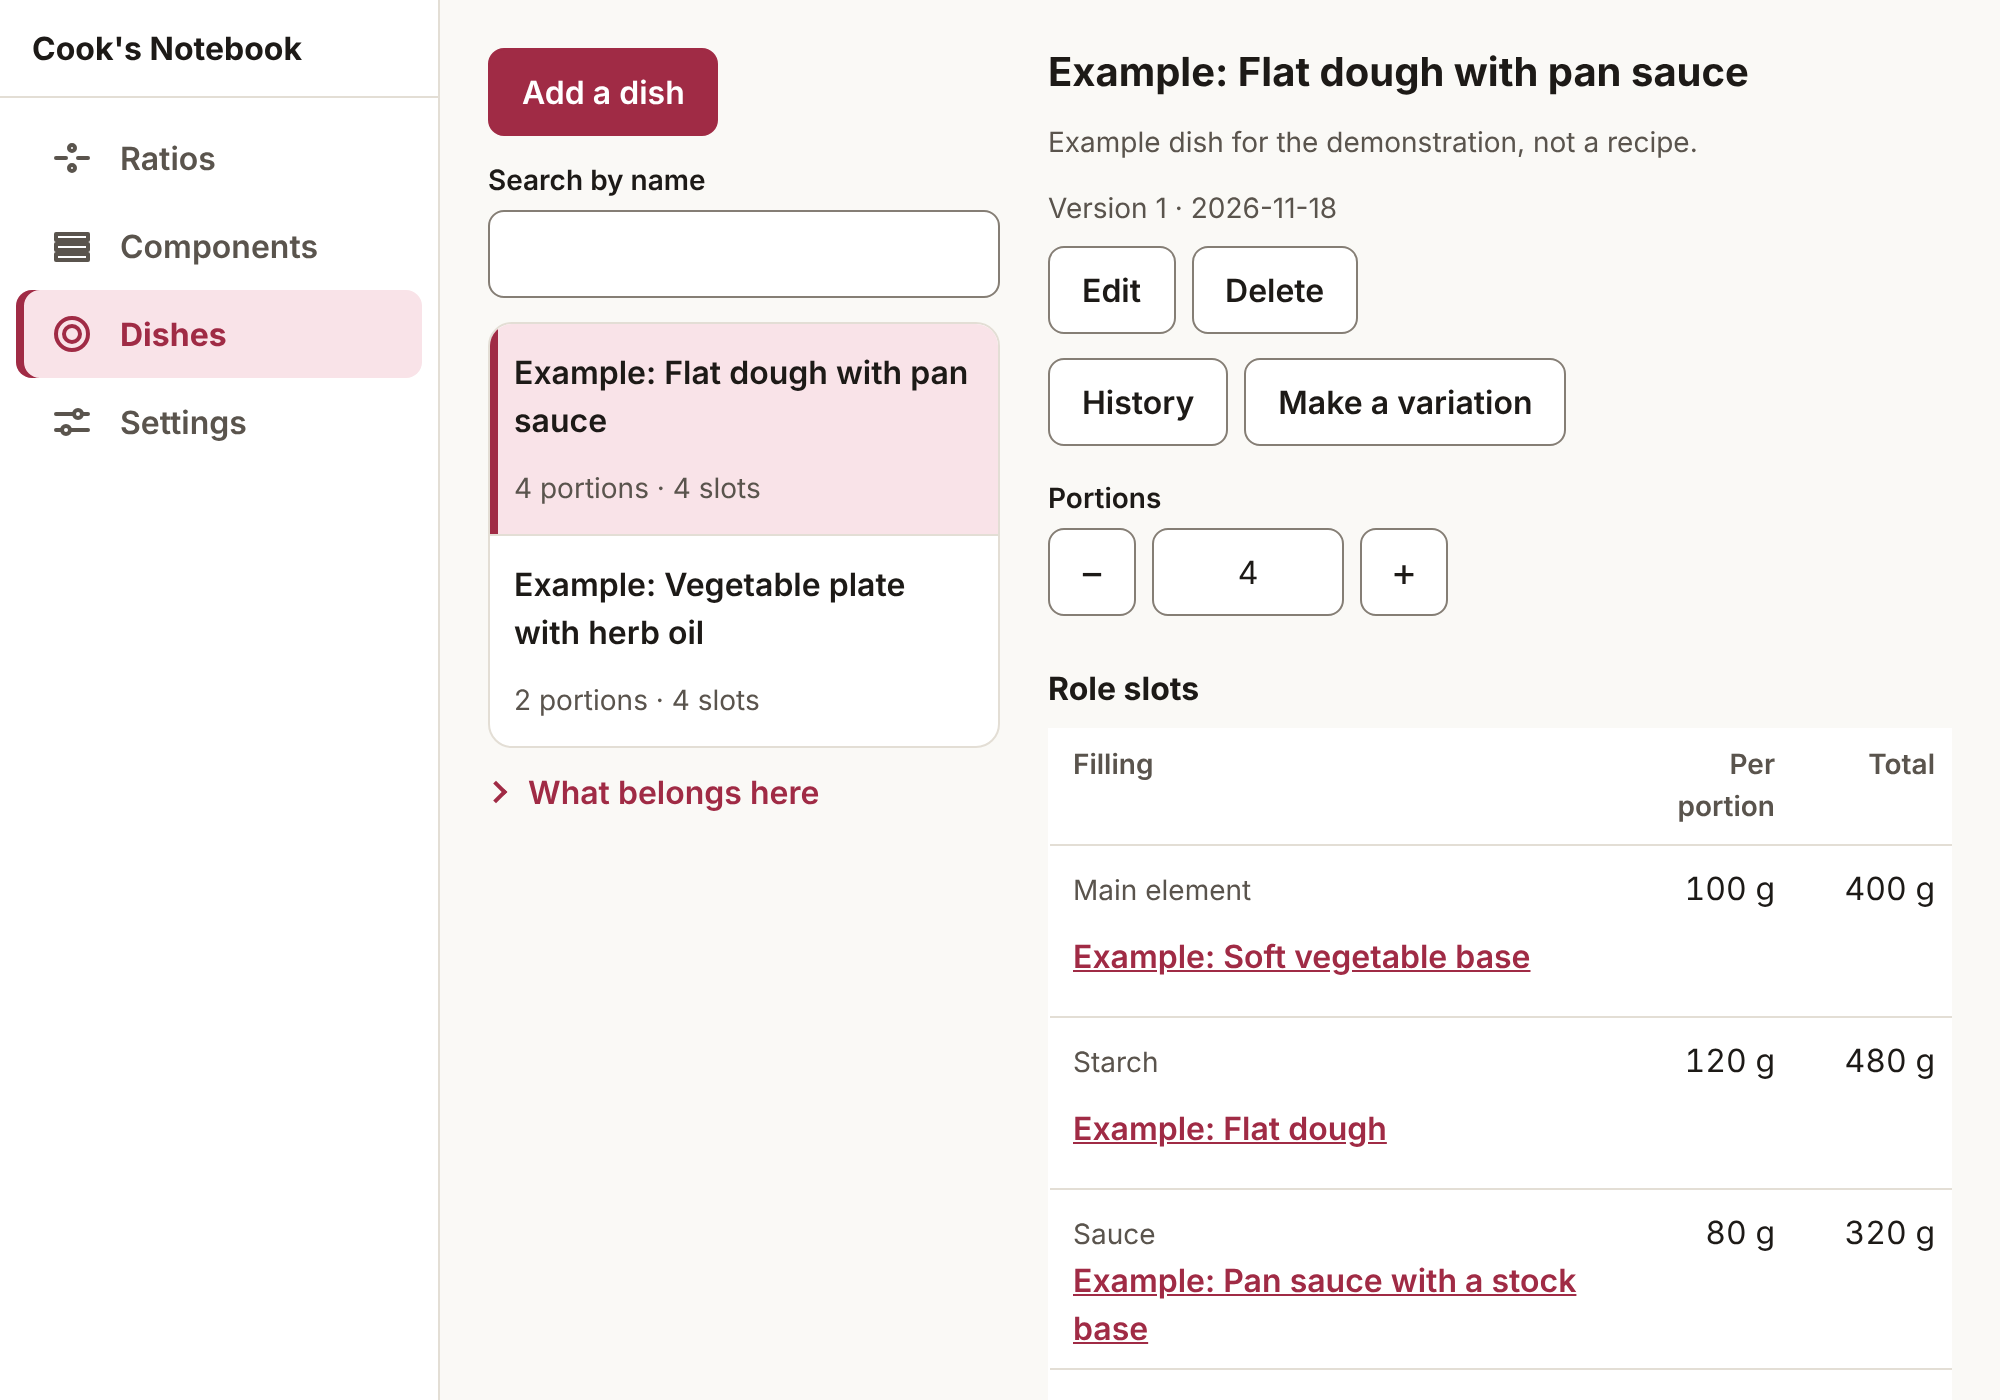 Cook's Notebook
Ratios
Components
Dishes
Settings
Add a dish
Search by name
Example: Flat dough with pan
sauce
4 portions · 4 slots
Example: Vegetable plate
with herb oil
2 portions · 4 slots
What belongs here
Example: Flat dough with pan sauce
Example dish for the demonstration, not a recipe.
Version 1 · 2026-11-18
Edit Delete
History Make a variation
Portions
− 4 +
Role slots
Filling Per portion Total
Main element 100 g 400 g
Example: Soft vegetable base
Starch 120 g 480 g
Example: Flat dough
Sauce 80 g 320 g
Example: Pan sauce with a stock
base